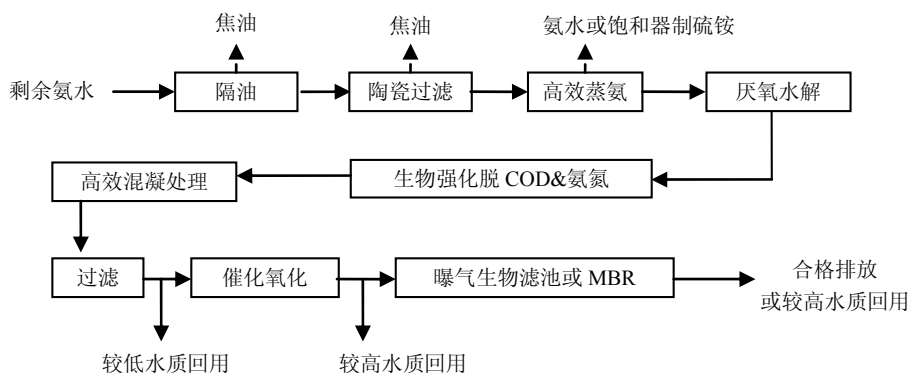 焦油
焦油
氨水或饱和器制硫铵
剩余氨水
隔油
陶瓷过滤
高效蒸氨
厌氧水解
高效混凝处理
生物强化脱 COD&氨氮
过滤
催化氧化
曝气生物滤池或 MBR
合格排放
或较高水质回用
较低水质回用
较高水质回用